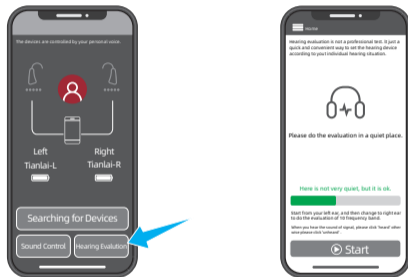 The devices are controlled by your personal voice.
Left
Right
Tianlai-L
Tianlai-R
Searching for Devices
Sound Control
Hearing Evalution
Hearing evaluation is not a professional test. It just a
quick and convenient way to set the hearing device
according to your individual hearing situation.
Please do the evaluation in a quiet place.
Here is not very quiet, but it is ok.
Start from your left ear, and then change to right ear
to do the evaluation of 10 frequency band.
When you hear the sound of signal, please click 'heard' other
wise please click 'unheard'.
Start